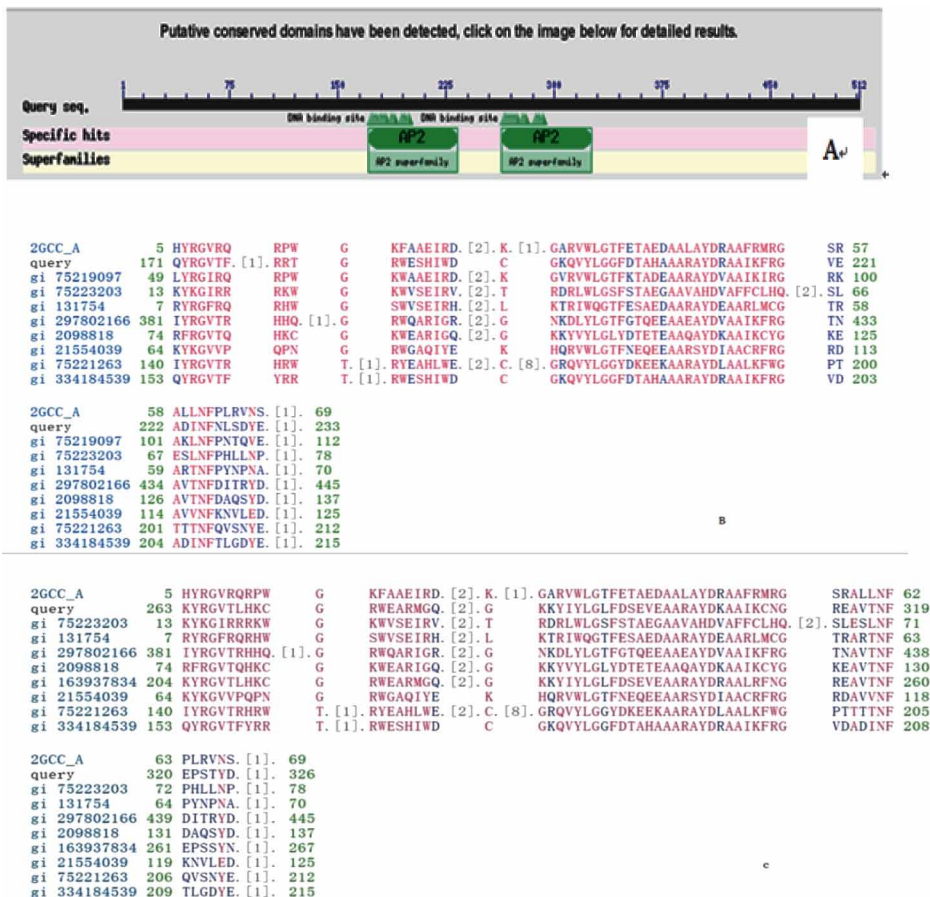 Putative conserved domains have been detected, click on the image below for detailed results.
1 75 150 225 300 375 450 512
Query seq.
DNA binding site DNA binding site
Specific hits AP2 AP2
Superfamilies AP2 superfamily AP2 superfamily
A
2GCC_A 5 HYRGVRQ RPW G KFAAEIRD.[2].K.[1].GARVWLGTFETAEDAALAYDRAAFRMRG SR 57
query 171 QYRGVTF.[1].RRT G RWESHIWD C GKQVYLGGFDTAHAAARAYDRAAIKFRG VE 221
gi 75219097 49 LYRGIRQ RPW G KWAAEIRD.[2].K GVRVWLGTFKTADEAARAYDVAAIKIRG RK 100
gi 75223203 13 KYKGIRR RKW G KWVSEIRV.[2].T RDRLWLGSFSTAEGAAVAHDVAFFCLHQ.[2].SL 66
gi 131754 7 RYRGFRQ RHW G SWVSEIRH.[2].L KTRIWQGTFESAEDAARAYDEAARLMCG TR 58
gi 297802166 381 IYRGVTR HHQ.[1].G RWQARIGR.[2].G NKDLYLGTFGTQEEAAEAYDVAAIKFRG TN 433
gi 2098818 74 RFRGVTQ HKC G KWEARIGQ.[2].G KKYVYLGLYDTETEAAQAYDKAAIKCYG KE 125
gi 21554039 64 KYKGVVP QPN G RWGAQIYE K HQRVWLGTFNEQEEAARSYDIAACRFRG RD 113
gi 75221263 140 IYRGVTR HRW T.[1].RYEAHLWE.[2].C.[8].GRQVYLGGYDKEEKAARAYDLAALKFWG PT 200
gi 334184539 153 QYRGVTF YRR T.[1].RWESHIWD C GKQVYLGGFDTAHAAARAYDRAAIKFRG VD 203
2GCC_A 58 ALLNFPLRVNS.[1]. 69
query 222 ADINFNLSDYE.[1]. 233
gi 75219097 101 AKLNFPNTQVE.[1]. 112
gi 75223203 67 ESLNFPHLLNP.[1]. 78
gi 131754 59 ARTNFPYNPNA.[1]. 70
gi 297802166 434 AVTNFDITRYD.[1]. 445
gi 2098818 126 AVTNFDAQSYD.[1]. 137
gi 21554039 114 AVVNFKNVLED.[1]. 125
gi 75221263 201 TTTNFQVSNYE.[1]. 212
gi 334184539 204 ADINFTLGDYE.[1]. 215
B
2GCC_A 5 HYRGVRQRPW G KFAAEIRD.[2].K.[1].GARVWLGTFETAEDAALAYDRAAFRMRG SRALLNF 62
query 263 KYRGVTLHKC G RWEARMGQ.[2].G KKYIYLGLFDSEVEAARAYDKAAIKCNG REAVTNF 319
gi 75223203 13 KYKGIRRRKW G KWVSEIRV.[2].T RDRLWLGSFSTAEGAAVAHDVAFFCLHQ.[2].SLESLNF 71
gi 131754 7 RYRGFRQRHW G SWVSEIRH.[2].L KTRIWQGTFESAEDAARAYDEAARLMCG TRARTNF 63
gi 297802166 381 IYRGVTRHHQ.[1].G RWQARIGR.[2].G NKDLYLGTFGTQEEAAEAYDVAAIKFRG TNAVTNF 438
gi 2098818 74 RFRGVTQHKC G KWEARIGQ.[2].G KKYVYLGLYDTETEAAQAYDKAAIKCYG KEAVTNF 130
gi 163937834 204 KYRGVTLHKC G RWEARMGQ.[2].G KKYIYLGLFDSEVEAARAYDKAALRFNG REAVTNF 260
gi 21554039 64 KYKGVVPQPN G RWGAQIYE K HQRVWLGTFNEQEEAARSYDIAACRFRG RDAVVNF 118
gi 75221263 140 IYRGVTRHRW T.[1].RYEAHLWE.[2].C.[8].GRQVYLGGYDKEEKAARAYDLAALKFWG PTTTTNF 205
gi 334184539 153 QYRGVTFYRR T.[1].RWESHIWD C GKQVYLGGFDTAHAAARAYDRAAIKFRG VDADINF 208
2GCC_A 63 PLRVNS.[1]. 69
query 320 EPSTYD.[1]. 326
gi 75223203 72 PHLLNP.[1]. 78
gi 131754 64 PYNPNA.[1]. 70
gi 297802166 439 DITRYD.[1]. 445
gi 2098818 131 DAQSYD.[1]. 137
gi 163937834 261 EPSSYN.[1]. 267
gi 21554039 119 KNVLED.[1]. 125
gi 75221263 206 QVSNYE.[1]. 212
gi 334184539 209 TLGDYE.[1]. 215
c